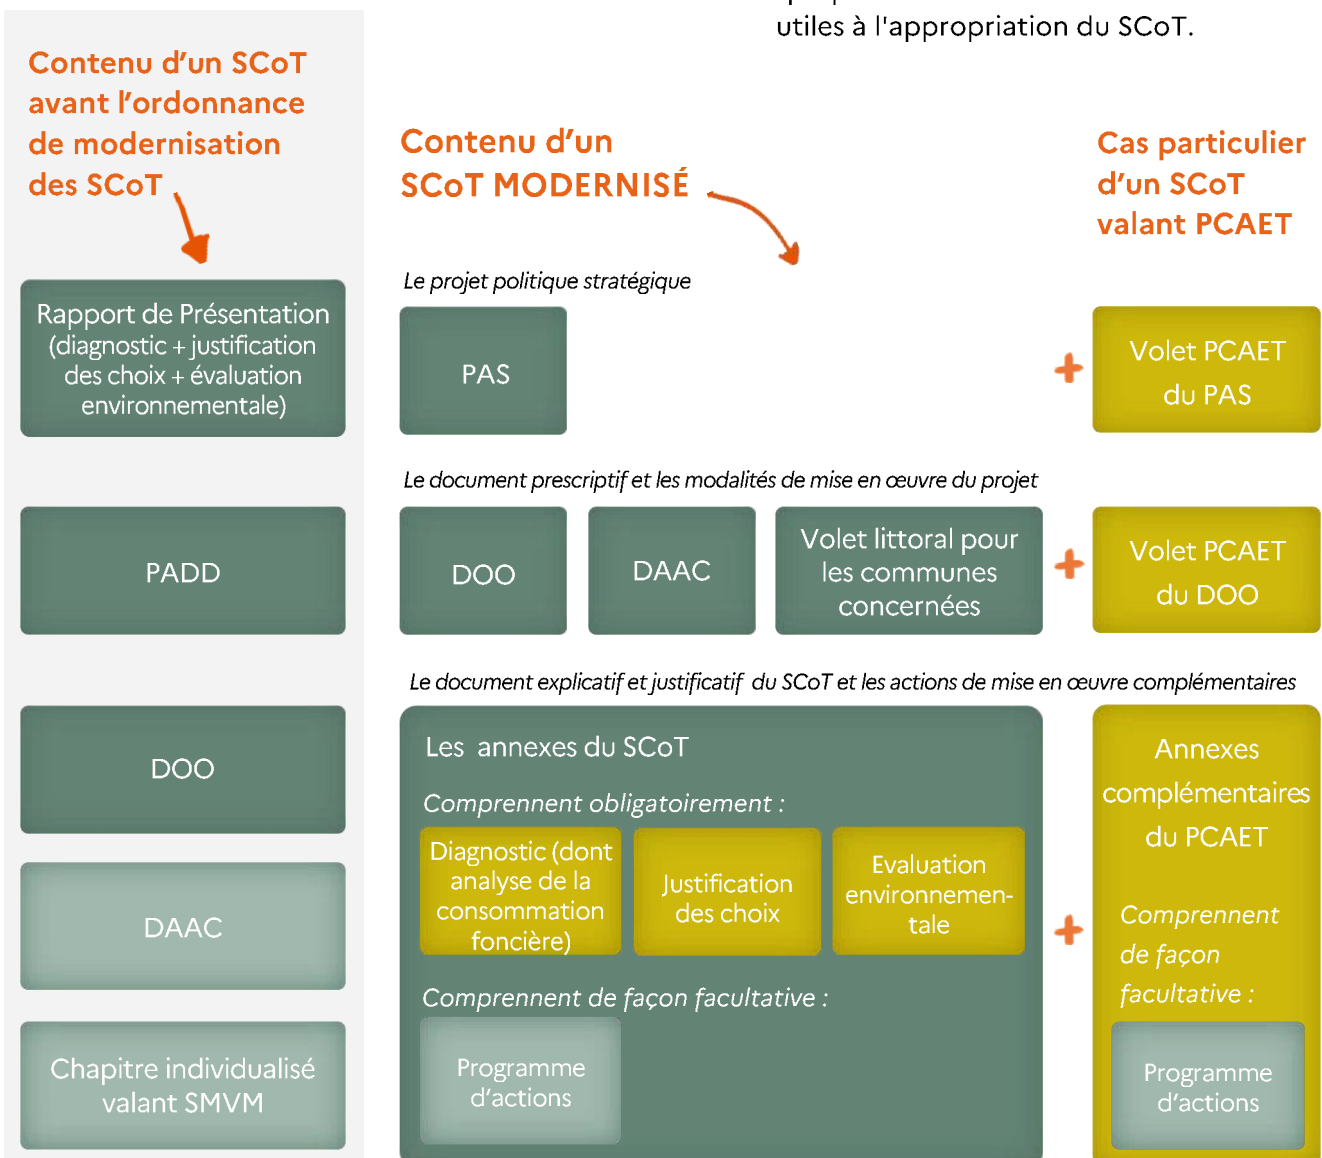 utiles à l'appropriation du SCoT.
Contenu d'un SCoT
avant l'ordonnance
de modernisation
des SCoT
Rapport de Présentation
(diagnostic + justification
des choix + évaluation
environnementale)
PADD
DOO
DAAC
Chapitre individualisé
valant SMVM
Contenu d'un
SCoT MODERNISÉ
Le projet politique stratégique
PAS
Le document prescriptif et les modalités de mise en œuvre du projet
DOO
DAAC
Volet littoral pour
les communes
concernées
Le document explicatif et justificatif du SCoT et les actions de mise en œuvre complémentaires
Les annexes du SCoT
Comprennent obligatoirement :
Diagnostic (dont
analyse de la
consommation
foncière)
Justification
des choix
Evaluation
environnemen-
tale
Comprennent de façon facultative :
Programme
d'actions
Cas particulier
d'un SCoT
valant PCAET
+
Volet PCAET
du PAS
+
Volet PCAET
du DOO
+
Annexes
complémentaires
du PCAET
Comprennent
de façon
facultative :
Programme
d'actions